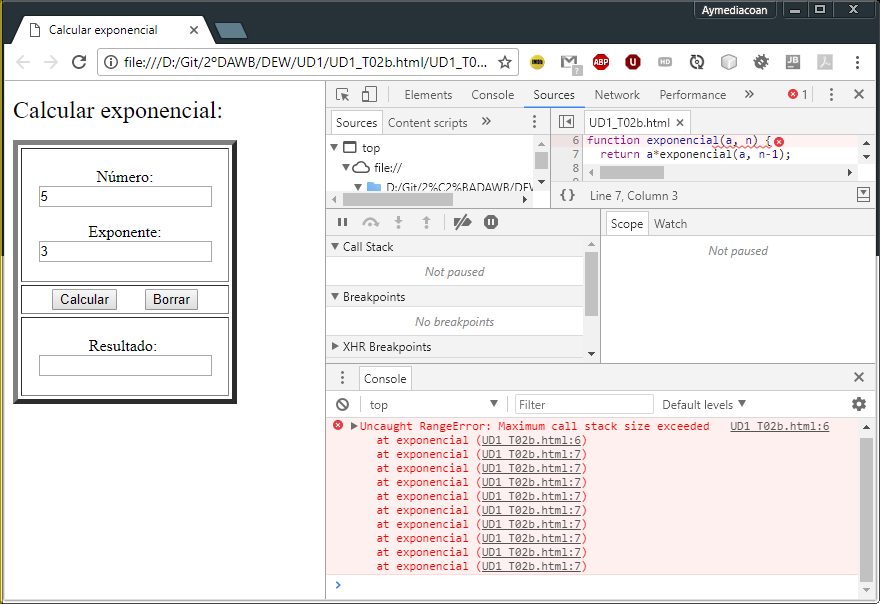 Aymediacoan
Calcular exponencial
file:///D:/Git/2ºDAWB/DEW/UD1/UD1_T02b.html/UD1_T0...
Calcular exponencial:
Número:
5
Exponente:
3
Calcular Borrar
Resultado:
Elements Console Sources Network Performance » 1
Sources Content scripts »
top
file://
D:/Git/2%C2%BADAWB/DEW
UD1_T02b.html
6 function exponencial(a, n) {
7 return a*exponencial(a, n-1);
8
{} Line 7, Column 3
Call Stack
Not paused
Breakpoints
No breakpoints
XHR Breakpoints
Scope Watch
Not paused
Console
top Filter Default levels
Uncaught RangeError: Maximum call stack size exceeded UD1_T02b.html:6
at exponencial (UD1_T02b.html:6)
at exponencial (UD1_T02b.html:7)
at exponencial (UD1_T02b.html:7)
at exponencial (UD1_T02b.html:7)
at exponencial (UD1_T02b.html:7)
at exponencial (UD1_T02b.html:7)
at exponencial (UD1_T02b.html:7)
at exponencial (UD1_T02b.html:7)
at exponencial (UD1_T02b.html:7)
at exponencial (UD1_T02b.html:7)